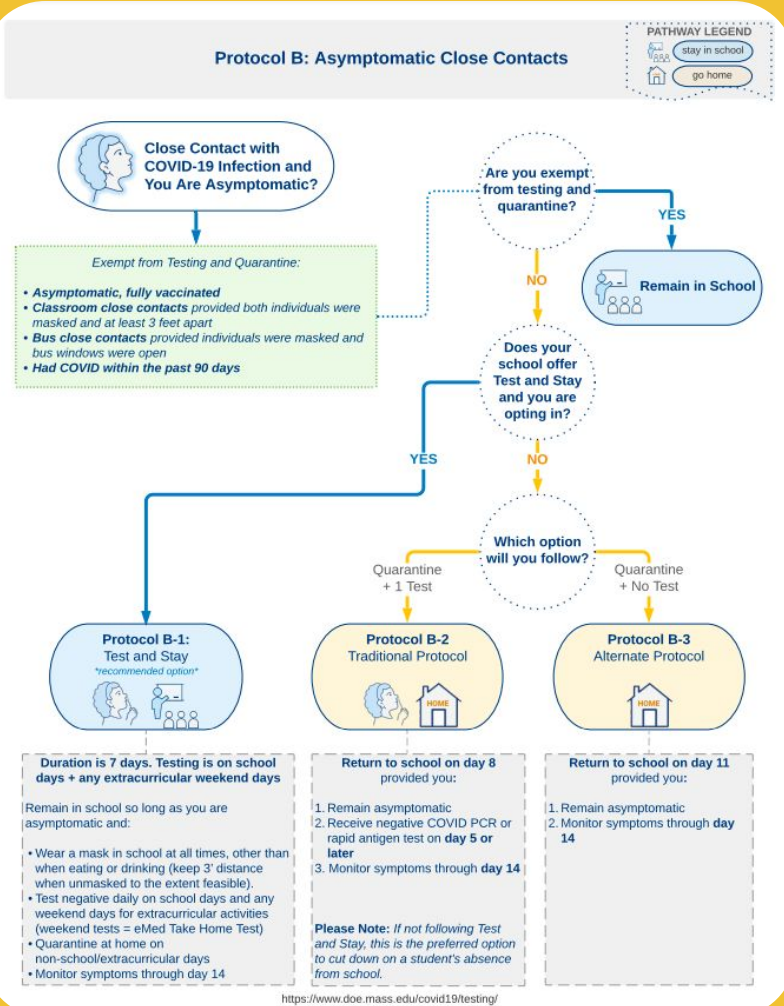 Protocol B: Asymptomatic Close Contacts
PATHWAY LEGEND
stay in school
go home
Close Contact with
COVID-19 Infection and
You Are Asymptomatic?
Exempt from Testing and Quarantine:
• Asymptomatic, fully vaccinated
• Classroom close contacts provided both individuals were
masked and at least 3 feet apart
• Bus close contacts provided individuals were masked and
bus windows were open
• Had COVID within the past 90 days
Are you exempt
from testing and
quarantine?
YES
Remain in School
NO
Does your
school offer
Test and Stay
and you are
opting in?
YES
NO
Which option
will you follow?
Quarantine
+ 1 Test
Quarantine
+ No Test
Protocol B-1:
Test and Stay
*recommended option*
Protocol B-2
Traditional Protocol
HOME
Protocol B-3
Alternate Protocol
HOME
Duration is 7 days. Testing is on school
days + any extracurricular weekend days
Remain in school so long as you are
asymptomatic and:
• Wear a mask in school at all times, other than
when eating or drinking (keep 3' distance
when unmasked to the extent feasible).
• Test negative daily on school days and any
weekend days for extracurricular activities
(weekend tests = eMed Take Home Test)
• Quarantine at home on
non-school/extracurricular days
• Monitor symptoms through day 14
Return to school on day 8
provided you:
1. Remain asymptomatic
2. Receive negative COVID PCR or
rapid antigen test on day 5 or
later
3. Monitor symptoms through day 14
Please Note: If not following Test
and Stay, this is the preferred option
to cut down on a student's absence
from school.
Return to school on day 11
provided you:
1. Remain asymptomatic
2. Monitor symptoms through day
14
https://www.doe.mass.edu/covid19/testing/